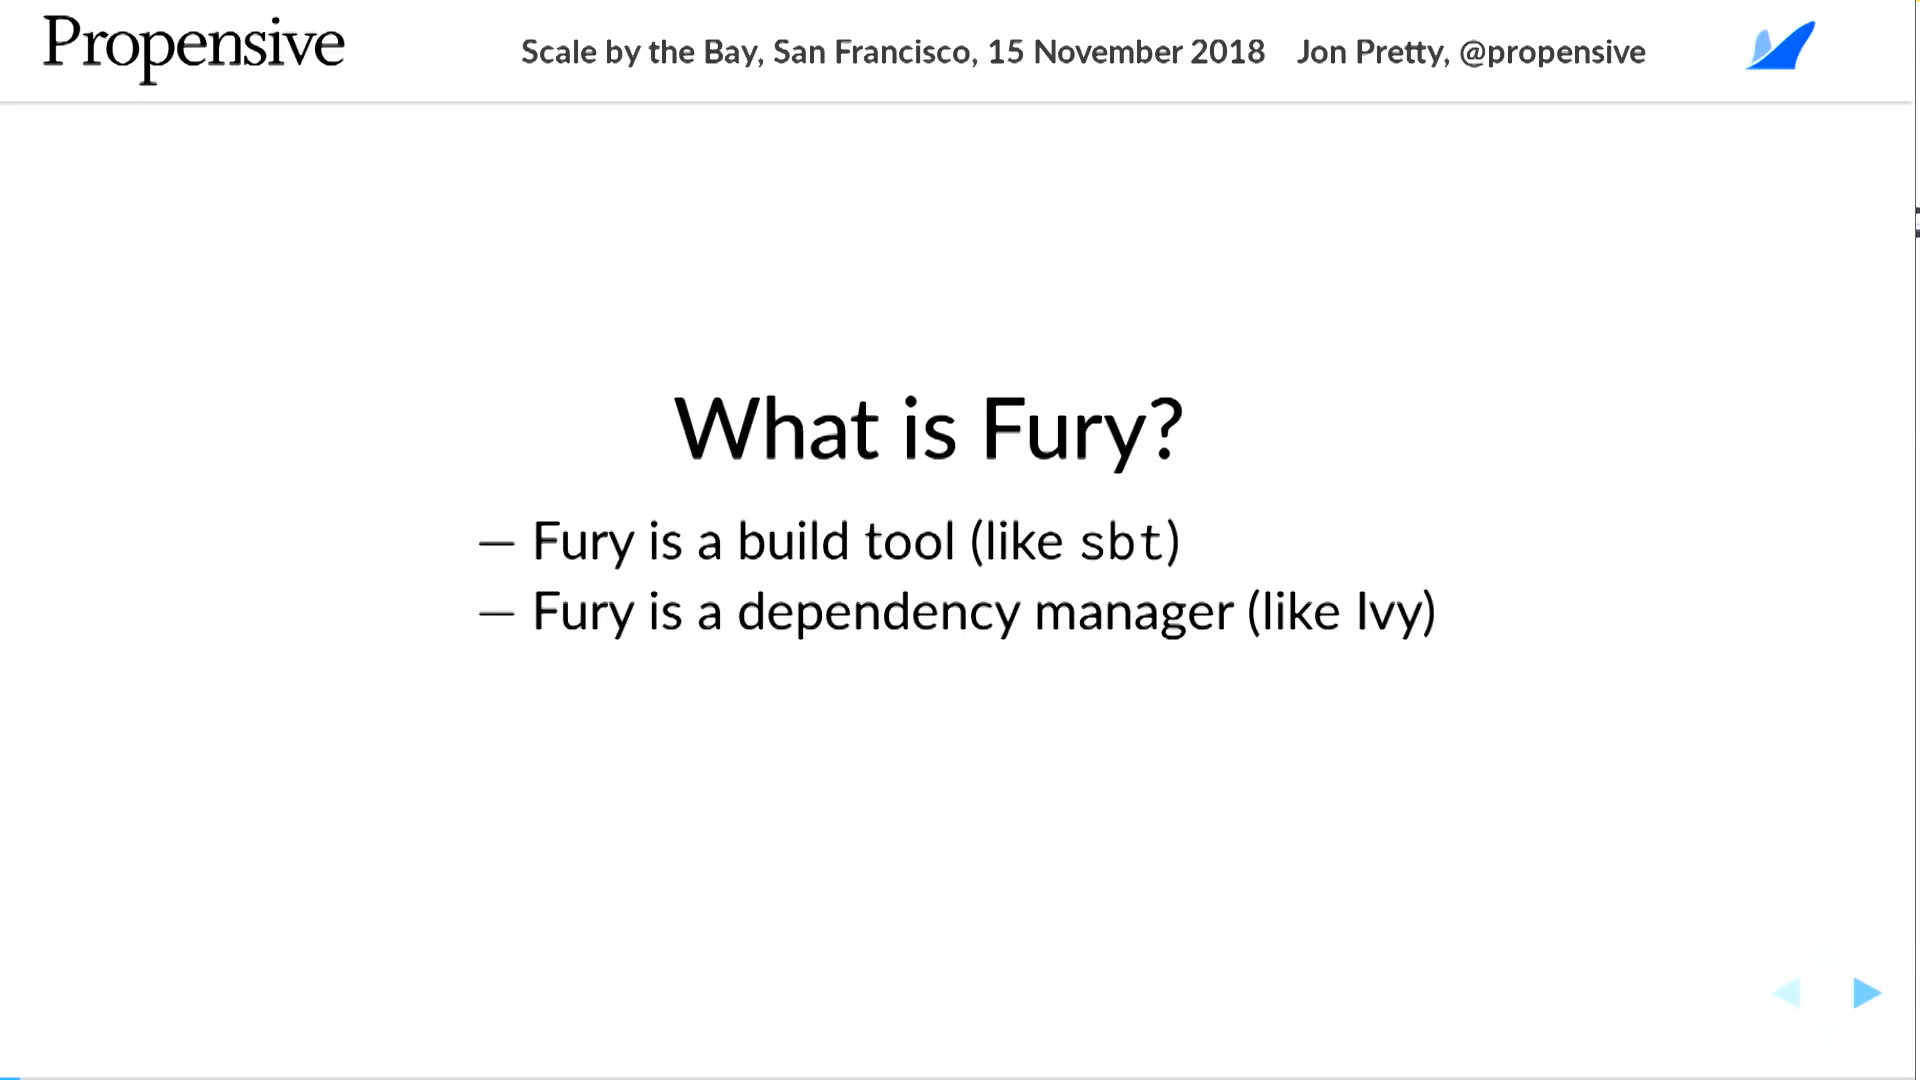 Propensive
Scale by the Bay, San Francisco, 15 November 2018 Jon Pretty, @propensive
What is Fury?
— Fury is a build tool (like sbt)
— Fury is a dependency manager (like Ivy)